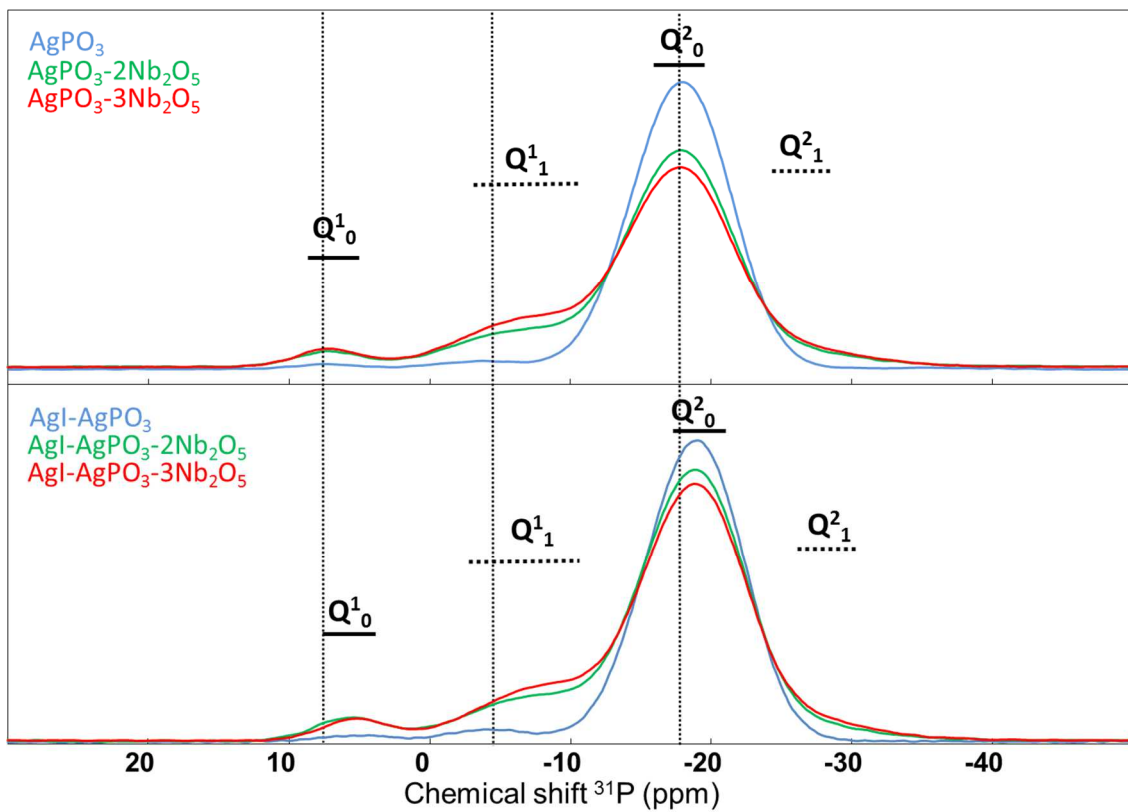 AgPO₃
AgPO₃-2Nb₂O₅
AgPO₃-3Nb₂O₅
Q²₀
Q¹₁
Q²₁
Q¹₀
AgI-AgPO₃
AgI-AgPO₃-2Nb₂O₅
AgI-AgPO₃-3Nb₂O₅
Q²₀
Q¹₁
Q²₁
Q¹₀
20 10 0 -10 -20 -30 -40
Chemical shift ³¹P (ppm)